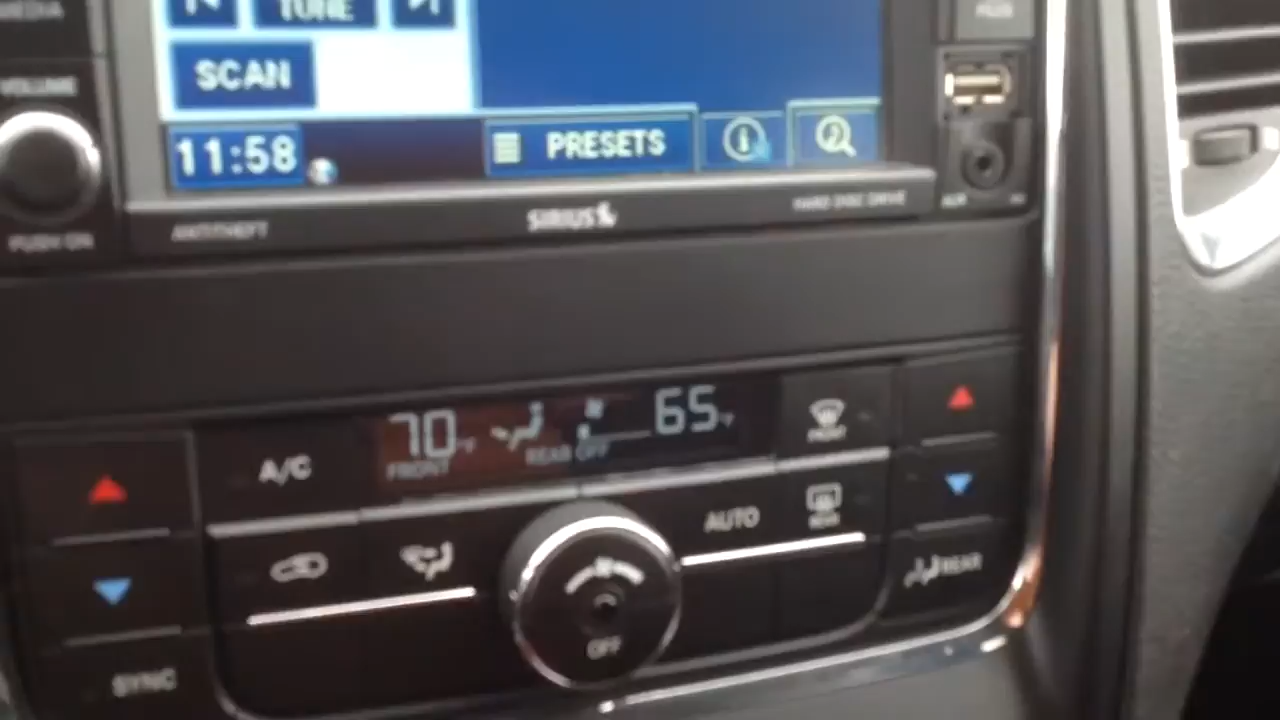 MEDIA
TUNE
SCAN
VOLUME
11:58
PRESETS
PUSH ON
ANTI-THEFT
SIRIUS
HARD DISC DRIVE
AUX
70°F
65°F
FRONT
REAR OFF
FRONT
A/C
AUTO
REAR
REAR
OFF
SYNC